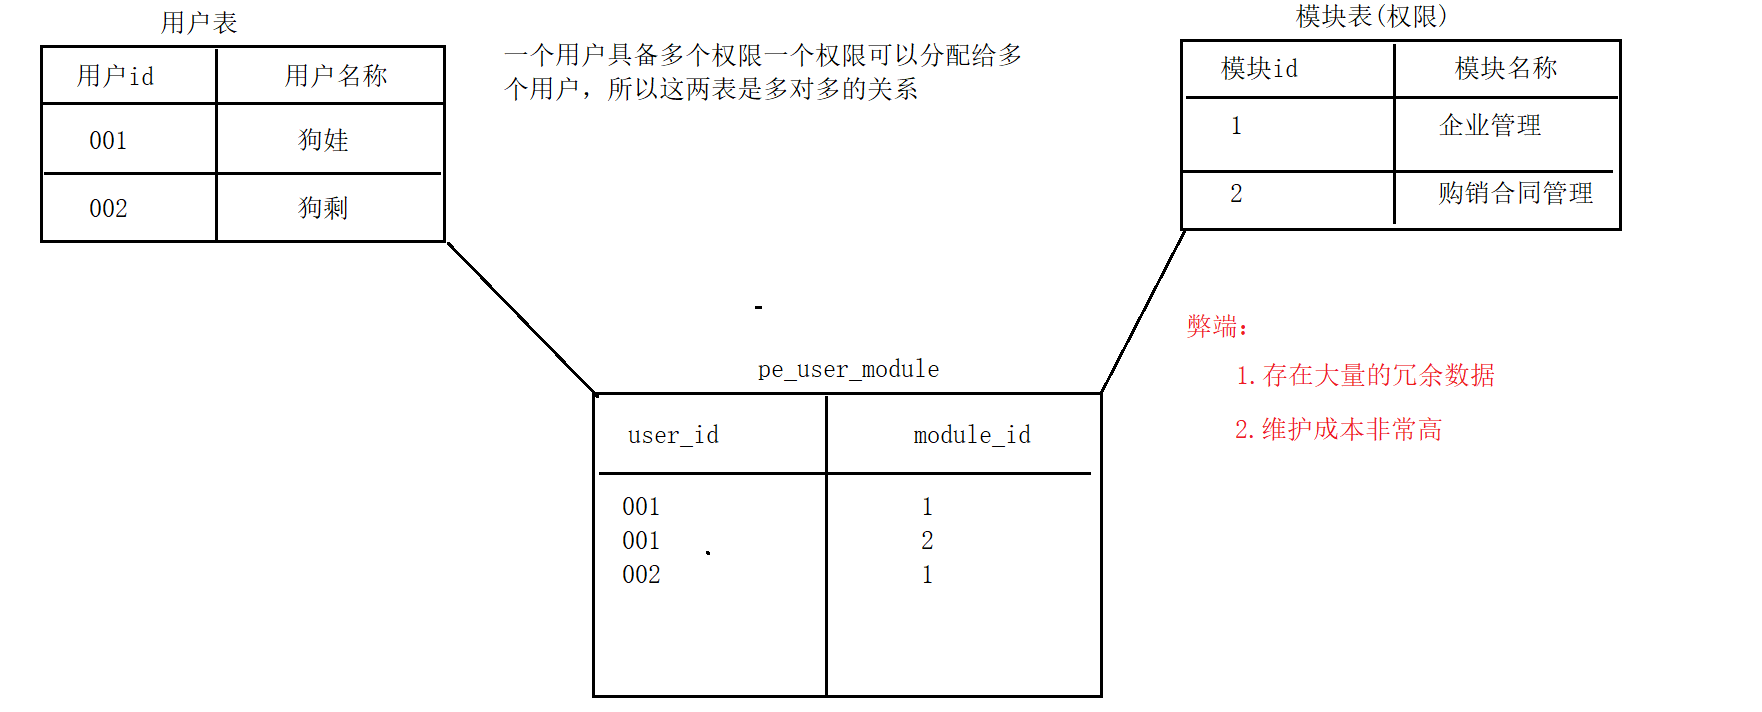 用户表
用户id 用户名称
001 狗娃
002 狗剩
一个用户具备多个权限一个权限可以分配给多
个用户，所以这两表是多对多的关系
模块表(权限)
模块id 模块名称
1 企业管理
2 购销合同管理
pe_user_module
user_id module_id
001 1
001 2
002 1
弊端：
1.存在大量的冗余数据
2.维护成本非常高